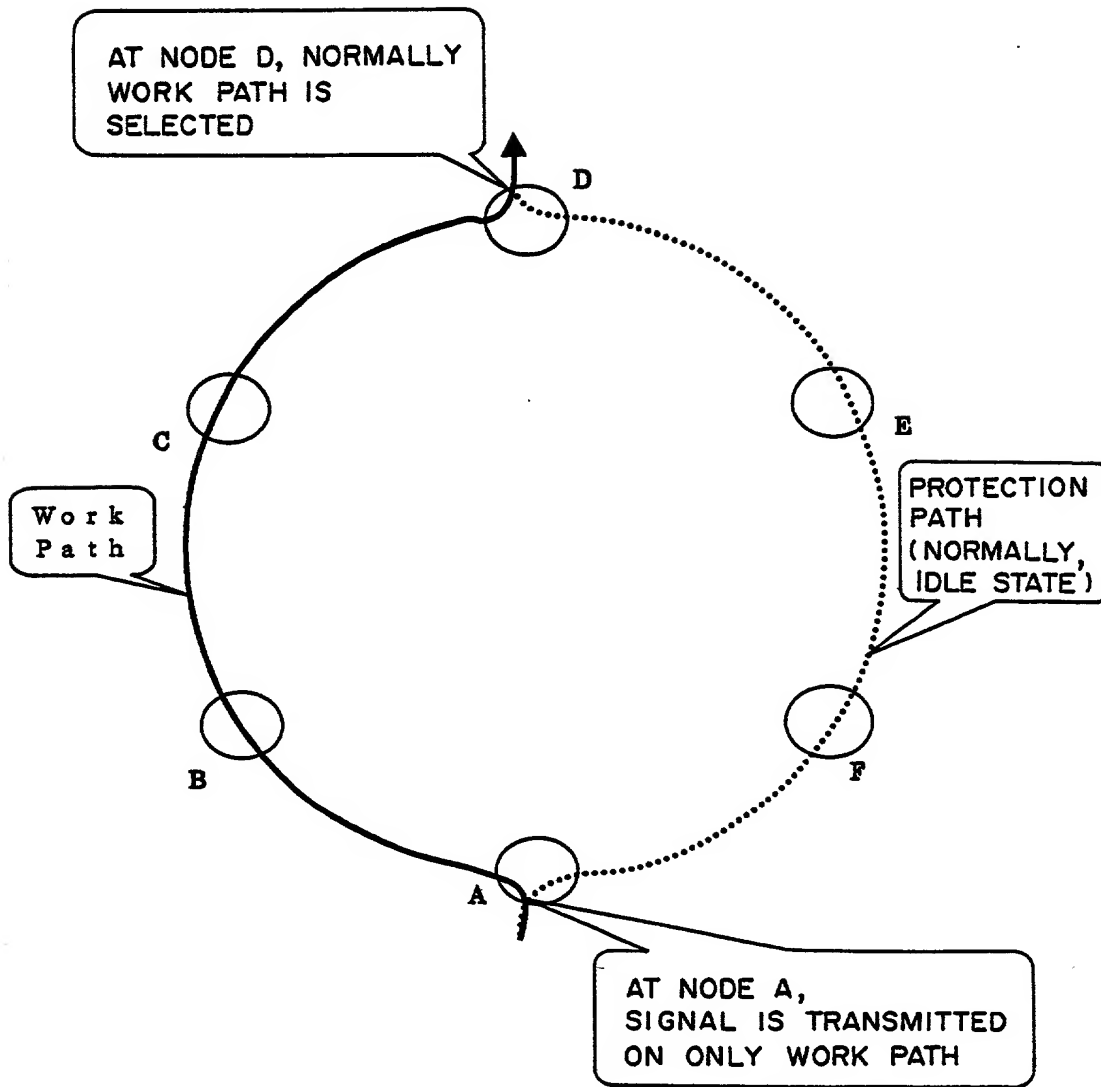 AT NODE D, NORMALLY
WORK PATH IS
SELECTED
D
C
E
Work
Path
PROTECTION
PATH
(NORMALLY,
IDLE STATE)
B
F
A
AT NODE A,
SIGNAL IS TRANSMITTED
ON ONLY WORK PATH